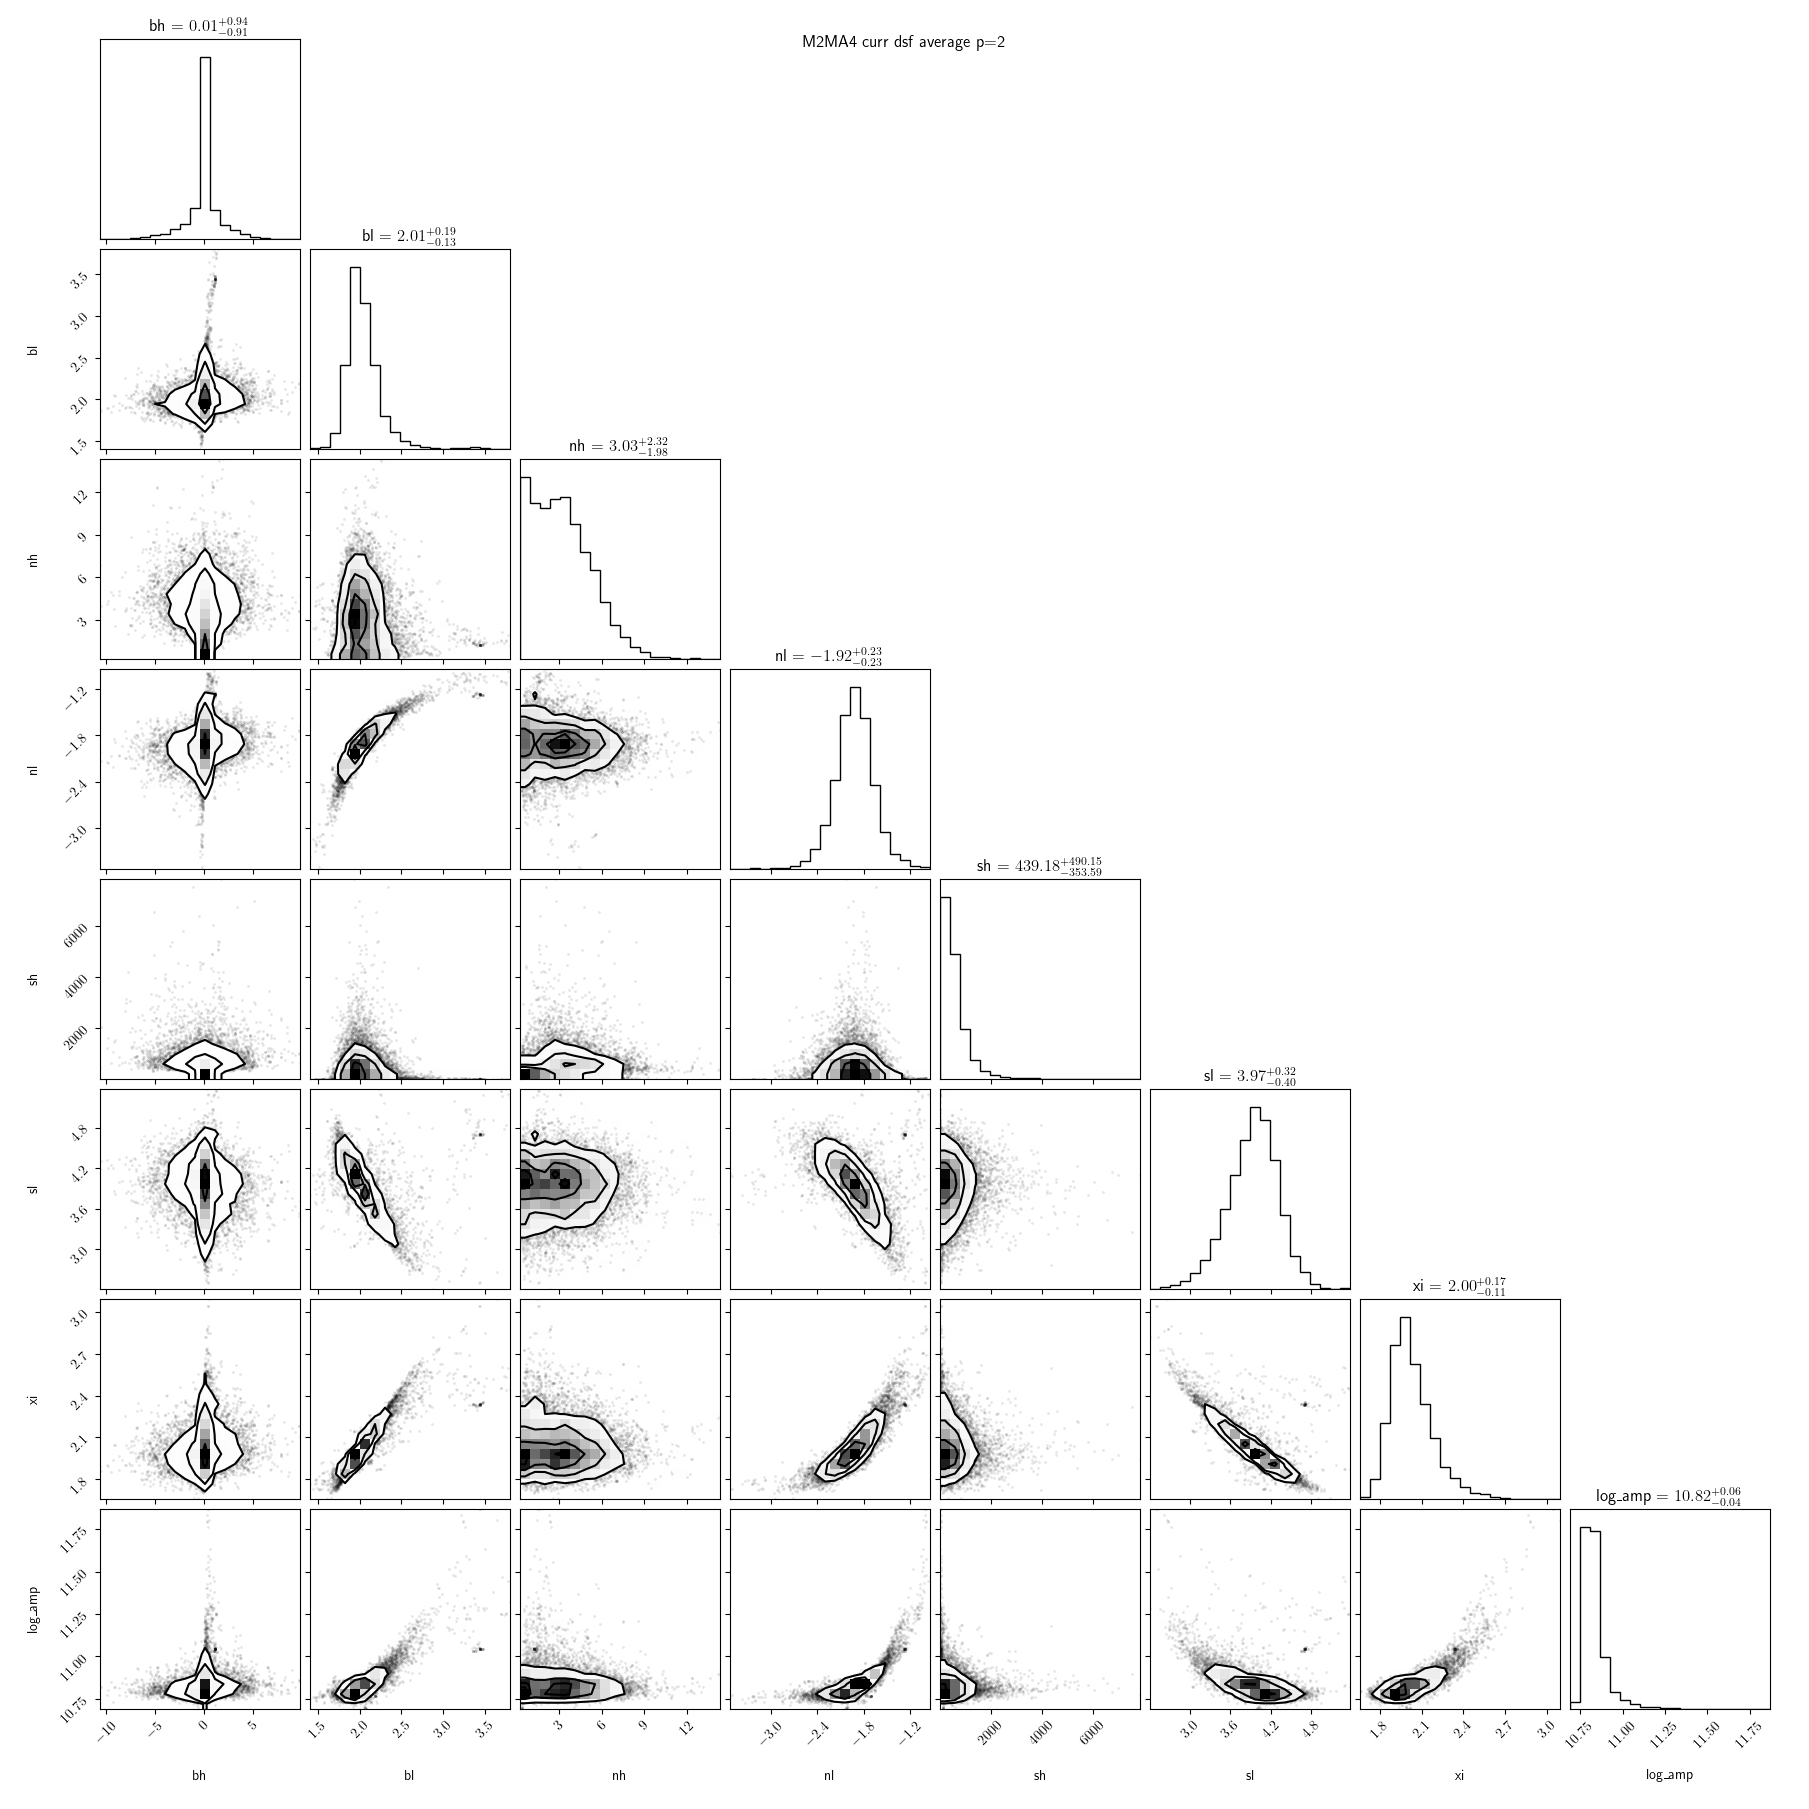 M2MA4 curr dsf average p=2
bh = 0.01 +0.94 −0.91
bl = 2.01 +0.19 −0.13
bl
3.5
3.0
2.5
2.0
1.5
nh = 3.03 +2.32 −1.98
nh
12
9
6
3
nl = −1.92 +0.23 −0.23
nl
−1.2
−1.8
−2.4
−3.0
sh = 439.18 +490.15 −353.59
sh
6000
4000
2000
sl = 3.97 +0.32 −0.40
sl
4.8
4.2
3.6
3.0
xi = 2.00 +0.17 −0.11
xi
3.0
2.7
2.4
2.1
1.8
log_amp = 10.82 +0.06 −0.04
log_amp
11.75
11.50
11.25
11.00
10.75
−10 −5 0 5
1.5 2.0 2.5 3.0 3.5
3 6 9 12
−3.0 −2.4 −1.8 −1.2
2000 4000 6000
3.0 3.6 4.2 4.8
1.8 2.1 2.4 2.7 3.0
10.75 11.00 11.25 11.50 11.75
bh bl nh nl sh sl xi log_amp